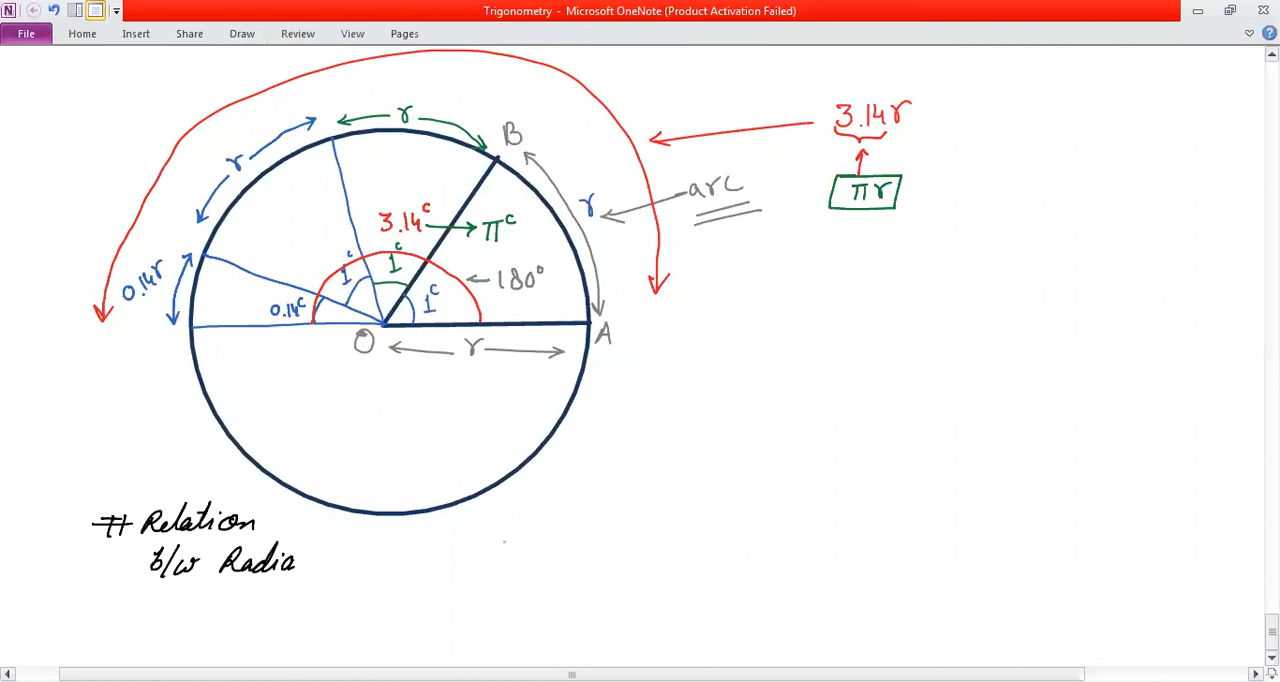 Trigonometry - Microsoft OneNote (Product Activation Failed)
File Home Insert Share Draw Review View Pages
r
B
3.14r
πr
r
r
arc
3.14ᶜ
πᶜ
1ᶜ
1ᶜ
180°
0.14r
0.14ᶜ
1ᶜ
O
r
A
# Relation
b/w Radia